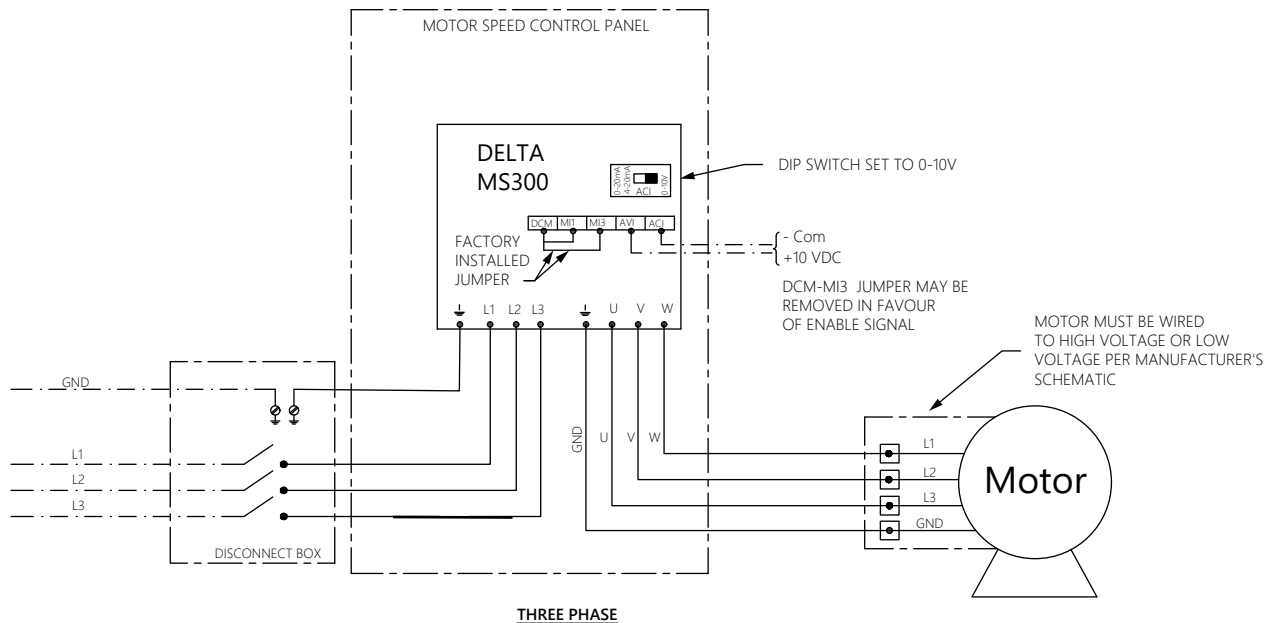 MOTOR SPEED CONTROL PANEL
DELTA
MS300
0-20mA
4-20mA
ACI
0-10V
DIP SWITCH SET TO 0-10V
DCM MI1 MI3 AVI ACI
FACTORY
INSTALLED
JUMPER
- Com
+10 VDC
DCM-MI3 JUMPER MAY BE
REMOVED IN FAVOUR
OF ENABLE SIGNAL
L1 L2 L3 U V W
MOTOR MUST BE WIRED
TO HIGH VOLTAGE OR LOW
VOLTAGE PER MANUFACTURER'S
SCHEMATIC
GND
L1
L2
L3
DISCONNECT BOX
GND U V W
L1
L2
L3
GND
Motor
THREE PHASE